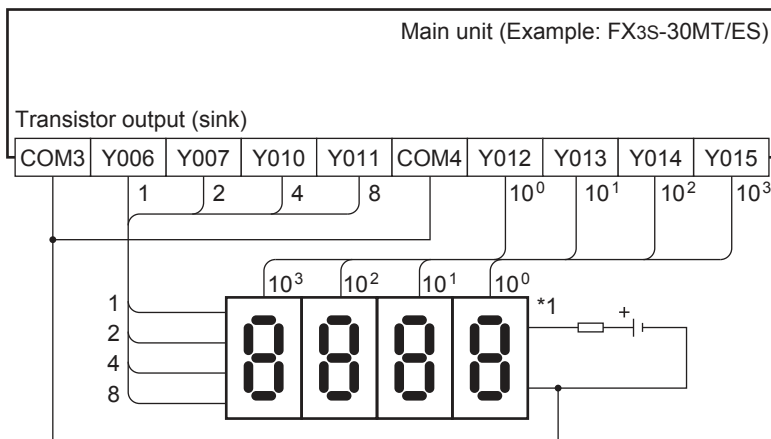 Main unit (Example: FX3S-30MT/ES)
Transistor output (sink)
COM3 Y006 Y007 Y010 Y011 COM4 Y012 Y013 Y014 Y015
1 2 4 8 10⁰ 10¹ 10² 10³
10³ 10² 10¹ 10⁰
1 *1
+
2
4
8